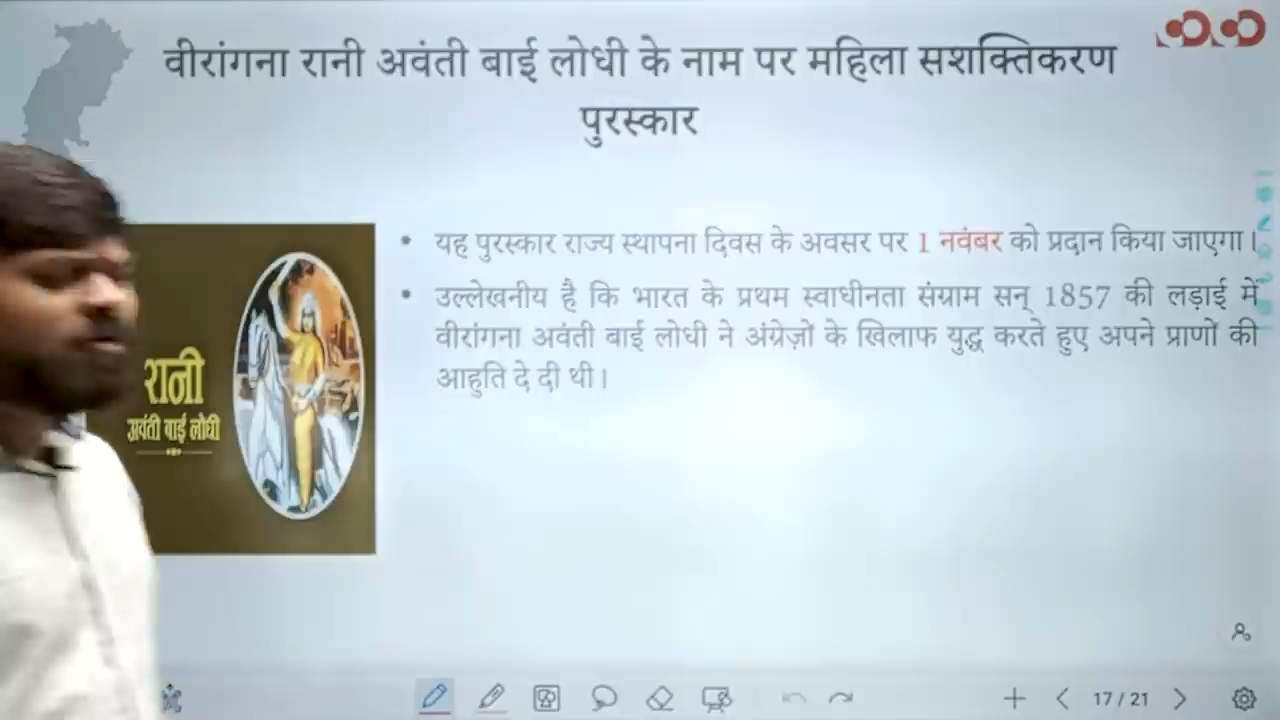 वीरांगना रानी अवंती बाई लोधी के नाम पर महिला सशक्तिकरण
पुरस्कार
• यह पुरस्कार राज्य स्थापना दिवस के अवसर पर 1 नवंबर को प्रदान किया जाएगा।
• उल्लेखनीय है कि भारत के प्रथम स्वाधीनता संग्राम सन् 1857 की लड़ाई में
वीरांगना अवंती बाई लोधी ने अंग्रेज़ों के खिलाफ युद्ध करते हुए अपने प्राणों की
आहुति दे दी थी।
रानी
अवंती बाई लोधी
17 / 21